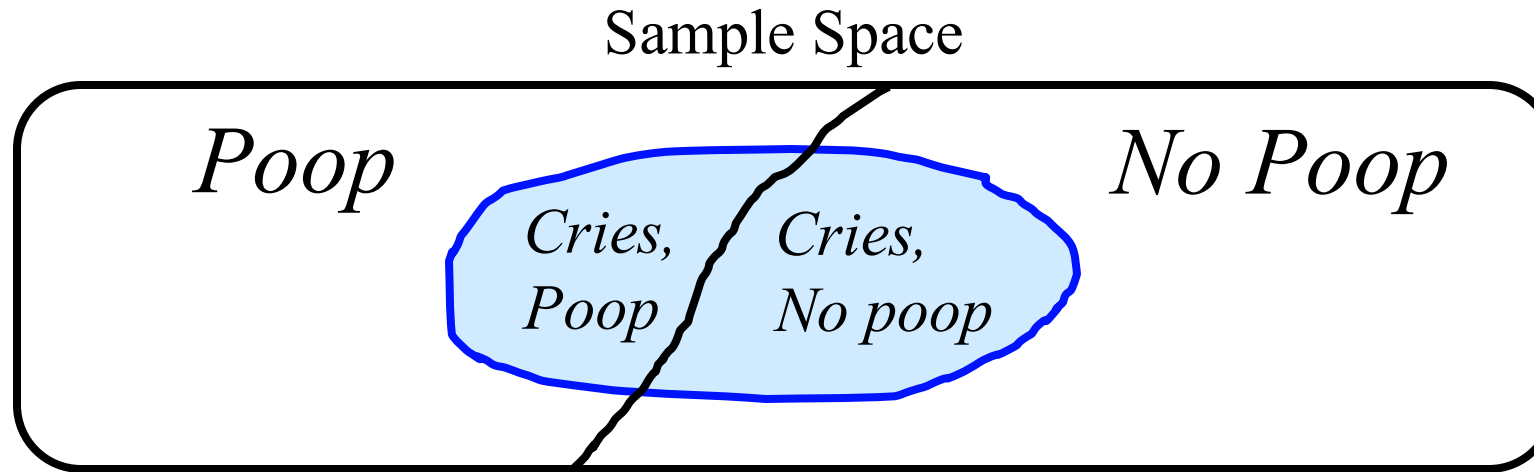 Sample Space
Poop
No Poop
Cries,
Poop
Cries,
No poop